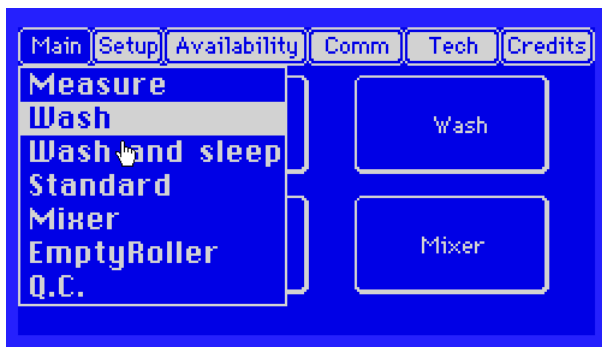 Main Setup Availability Comm Tech Credits
Measure
Wash
Wash and sleep
Standard
Mixer
EmptyRoller
Q.C.
Wash
Mixer